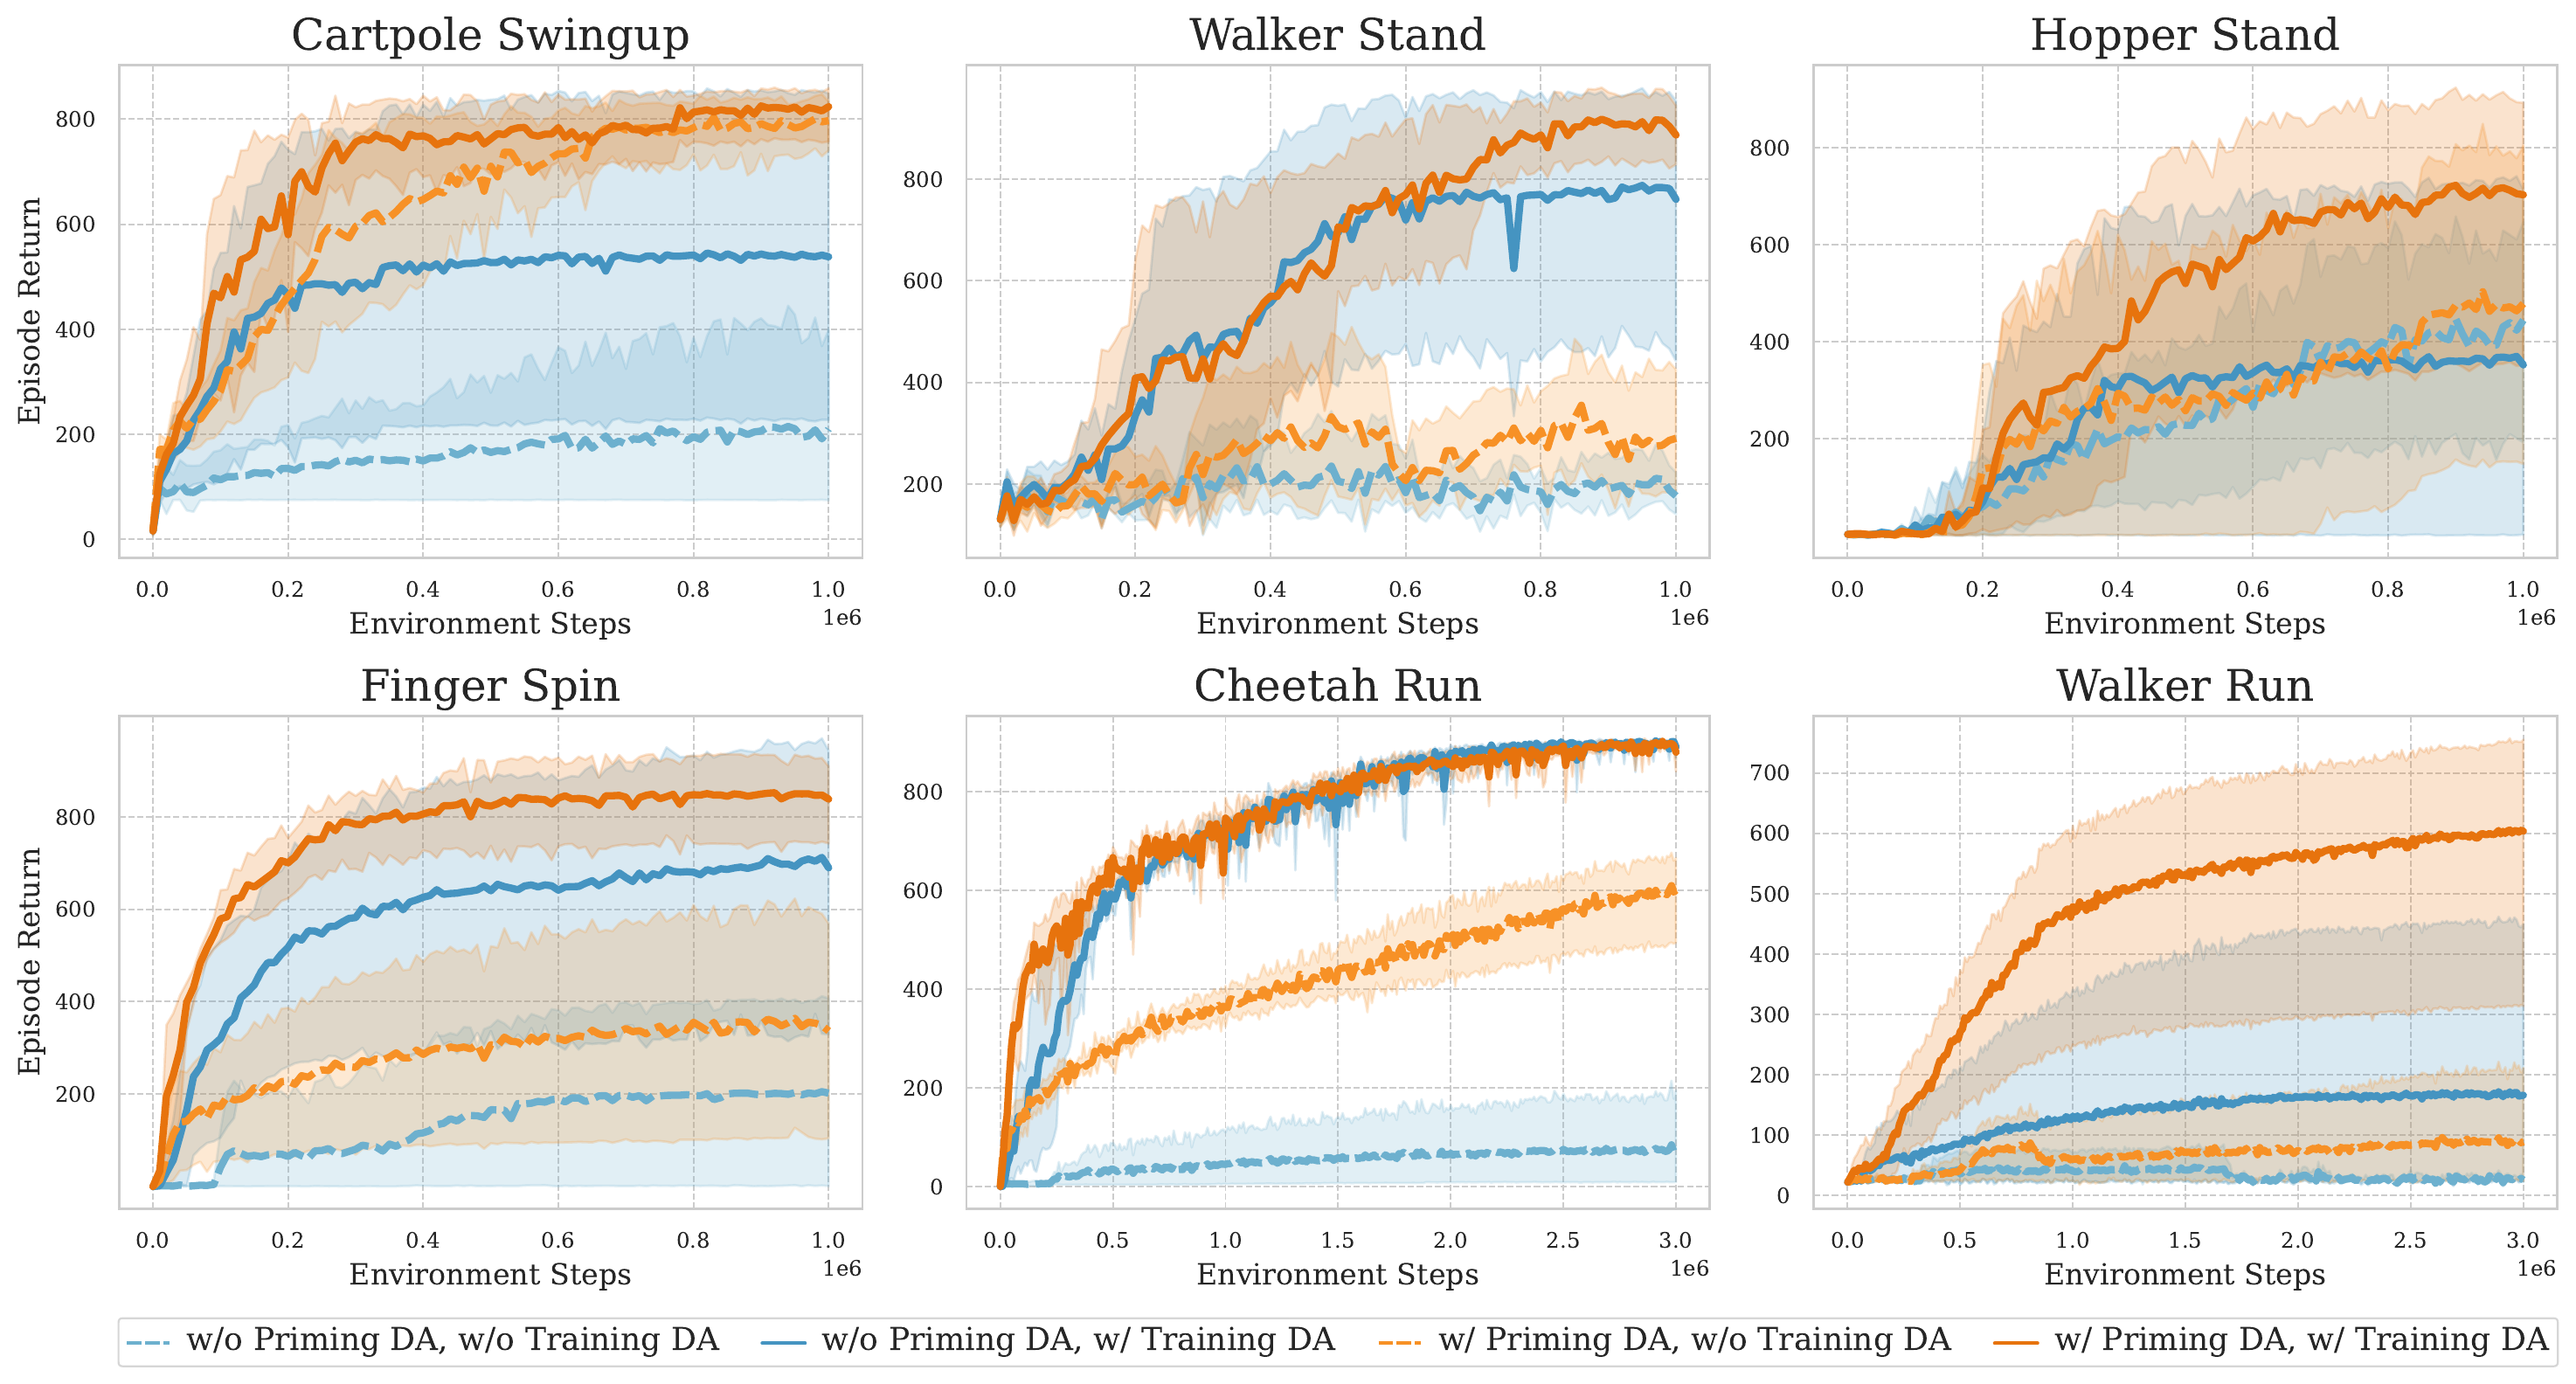 Cartpole Swingup
Walker Stand
Hopper Stand
Episode Return
800
600
400
200
0
0.0 0.2 0.4 0.6 0.8 1.0
1e6
Environment Steps
800
600
400
200
0.0 0.2 0.4 0.6 0.8 1.0
1e6
Environment Steps
800
600
400
200
0.0 0.2 0.4 0.6 0.8 1.0
1e6
Environment Steps
Finger Spin
Cheetah Run
Walker Run
Episode Return
800
600
400
200
0.0 0.2 0.4 0.6 0.8 1.0
1e6
Environment Steps
800
600
400
200
0
0.0 0.5 1.0 1.5 2.0 2.5 3.0
1e6
Environment Steps
700
600
500
400
300
200
100
0
0.0 0.5 1.0 1.5 2.0 2.5 3.0
1e6
Environment Steps
w/o Priming DA, w/o Training DA
w/o Priming DA, w/ Training DA
w/ Priming DA, w/o Training DA
w/ Priming DA, w/ Training DA